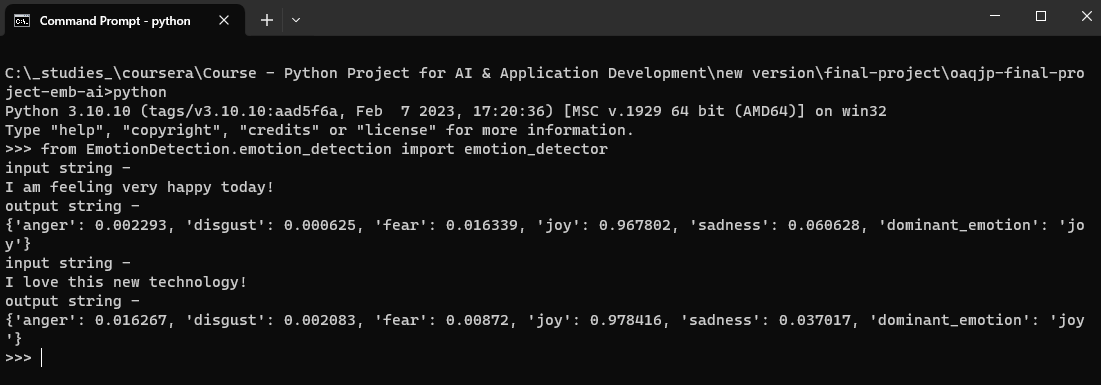 Command Prompt - python
C:\_studies_\coursera\Course - Python Project for AI & Application Development\new version\final-project\oaqjp-final-pro
ject-emb-ai>python
Python 3.10.10 (tags/v3.10.10:aad5f6a, Feb  7 2023, 17:20:36) [MSC v.1929 64 bit (AMD64)] on win32
Type "help", "copyright", "credits" or "license" for more information.
>>> from EmotionDetection.emotion_detection import emotion_detector
input string -
I am feeling very happy today!
output string -
{'anger': 0.002293, 'disgust': 0.000625, 'fear': 0.016339, 'joy': 0.967802, 'sadness': 0.060628, 'dominant_emotion': 'jo
y'}
input string -
I love this new technology!
output string -
{'anger': 0.016267, 'disgust': 0.002083, 'fear': 0.00872, 'joy': 0.978416, 'sadness': 0.037017, 'dominant_emotion': 'joy
'}
>>>